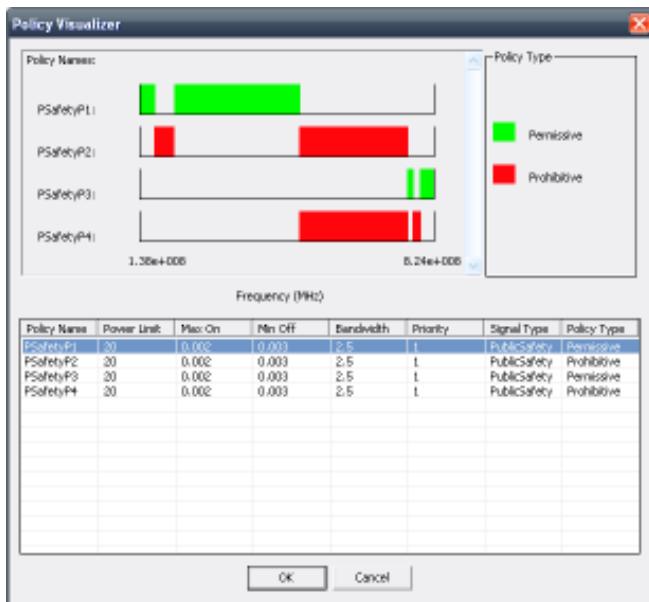 Policy Visualizer
Policy Names:
PSafetyP1:
PSafetyP2:
PSafetyP3:
PSafetyP4:
1.38e+008 8.24e+008
Frequency (MHz)
Policy Type
Permissive
Prohibitive
Policy Name Power Limit Max On Min Off Bandwidth Priority Signal Type Policy Type
PSafetyP1 20 0.002 0.003 2.5 1 PublicSafety Permissive
PSafetyP2 20 0.002 0.003 2.5 1 PublicSafety Prohibitive
PSafetyP3 20 0.002 0.003 2.5 1 PublicSafety Permissive
PSafetyP4 20 0.002 0.003 2.5 1 PublicSafety Prohibitive
OK Cancel